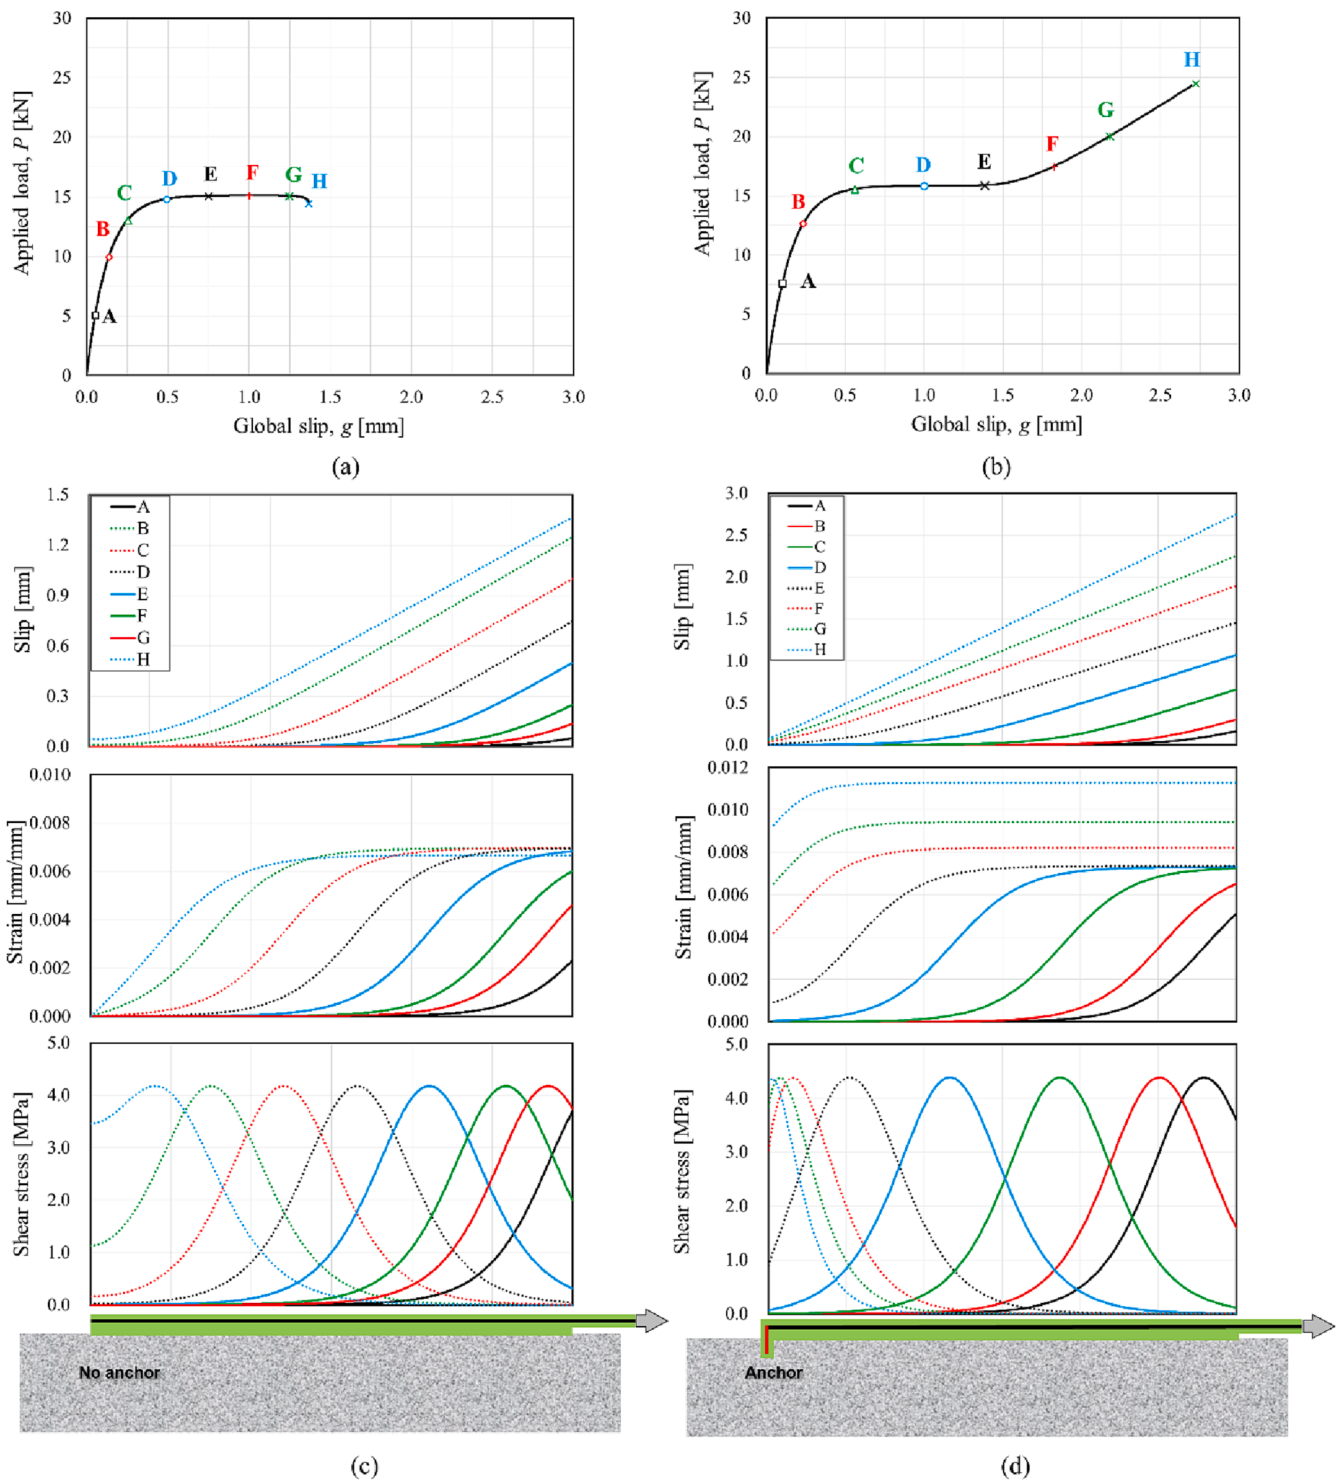 30
25
20
15
10
5
0
Applied load, P [kN]
A
B
C
D
E
F
G
H
0.0 0.5 1.0 1.5 2.0 2.5 3.0
Global slip, g [mm]
(a)
30
25
20
15
10
5
0
Applied load, P [kN]
A
B
C
D
E
F
G
H
0.0 0.5 1.0 1.5 2.0 2.5 3.0
Global slip, g [mm]
(b)
1.5
1.2
0.9
0.6
0.3
0.0
Slip [mm]
A
B
C
D
E
F
G
H
0.010
0.008
0.006
0.004
0.002
0.000
Strain [mm/mm]
5.0
4.0
3.0
2.0
1.0
0.0
Shear stress [MPa]
No anchor
(c)
3.0
2.5
2.0
1.5
1.0
0.5
0.0
Slip [mm]
A
B
C
D
E
F
G
H
0.012
0.010
0.008
0.006
0.004
0.002
0.000
Strain [mm/mm]
5.0
4.0
3.0
2.0
1.0
0.0
Shear stress [MPa]
Anchor
(d)